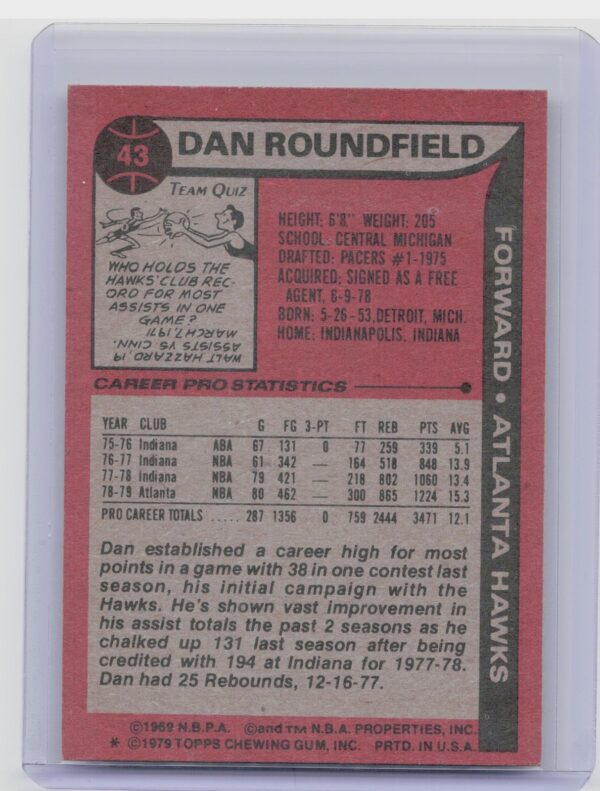 43
DAN ROUNDFIELD
TEAM QUIZ
WHO HOLDS THE
HAWKS' CLUB REC-
ORD FOR MOST
ASSISTS IN ONE
GAME?
WALT HAZZARD, 19
ASSISTS VS. CINN.
MARCH 7, 1971
HEIGHT: 6'8" WEIGHT: 205
SCHOOL: CENTRAL MICHIGAN
DRAFTED: PACERS #1-1975
ACQUIRED: SIGNED AS A FREE
AGENT, 6-9-78
BORN: 5-26-53, DETROIT, MICH.
HOME: INDIANAPOLIS, INDIANA
FORWARD • ATLANTA HAWKS
CAREER PRO STATISTICS
YEAR CLUB G FG 3-PT FT REB PTS AVG
75-76 Indiana ABA 67 131 0 77 259 339 5.1
76-77 Indiana NBA 61 342 — 164 518 848 13.9
77-78 Indiana NBA 79 421 — 218 802 1060 13.4
78-79 Atlanta NBA 80 462 — 300 865 1224 15.3
PRO CAREER TOTALS ..... 287 1356 0 759 2444 3471 12.1
Dan established a career high for most
points in a game with 38 in one contest last
season, his initial campaign with the
Hawks. He's shown vast improvement in
his assist totals the past 2 seasons as he
chalked up 131 last season after being
credited with 194 at Indiana for 1977-78.
Dan had 25 Rebounds, 12-16-77.
©1969 N.B.P.A. ©and TM N.B.A. PROPERTIES, INC.
* ©1979 TOPPS CHEWING GUM, INC. PRTD. IN U.S.A.